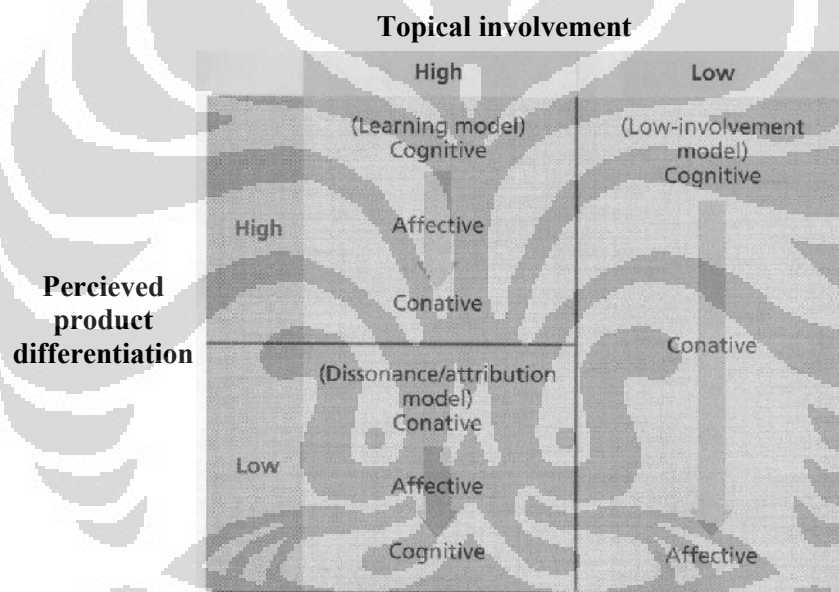 Topical involvement
High
Low
(Learning model)
Cognitive
Affective
Conative
(Low-involvement
model)
Cognitive
Conative
Affective
High
Percieved
product
differentiation
(Dissonance/attribution
model)
Conative
Affective
Cognitive
Low